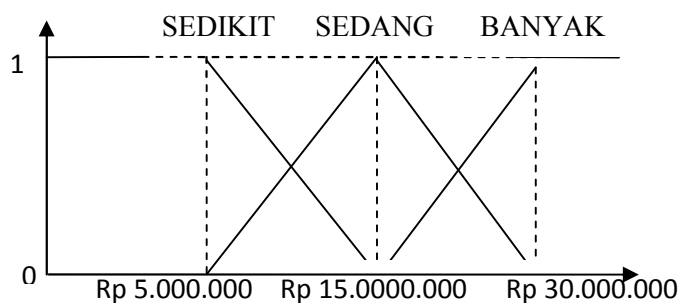 SEDIKIT SEDANG BANYAK
1
0
Rp 5.000.000 Rp 15.0000.000 Rp 30.000.000